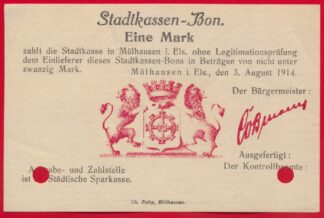 Stadtkassen-Bon.
Eine Mark
zahlt die Stadtkasse in Mülhausen i. Els. ohne Legitimationsprüfung
dem Einlieferer dieses Stadtkassen-Bons in Beträgen von nicht unter
zwanzig Mark.
Mülhausen i. Els., den 3. August 1914.
Der Bürgermeister:
Ausgefertigt:
Der Kontrollbeamte:
Zahlstelle
Städtische Sparkasse.
Ch. Bahy, Mülhausen